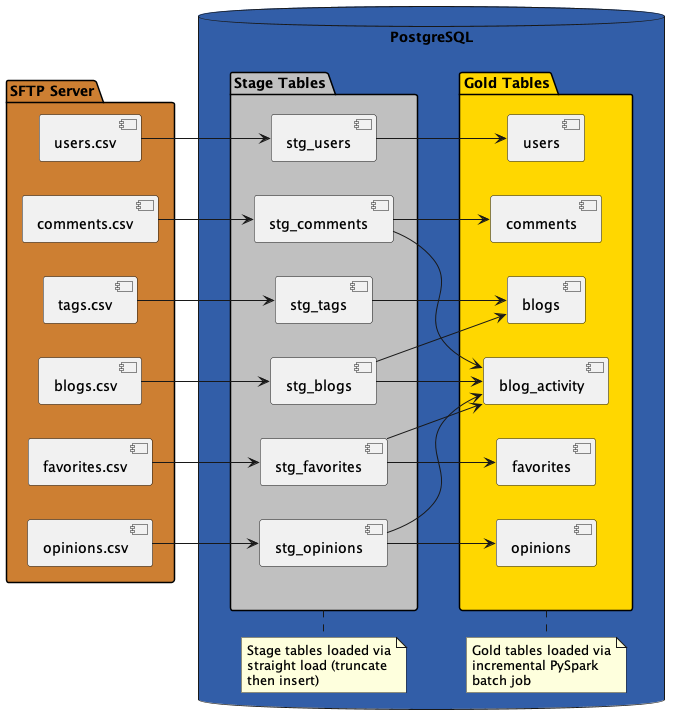 PostgreSQL
SFTP Server
Stage Tables
Gold Tables
users.csv
stg_users
users
comments.csv
stg_comments
comments
tags.csv
stg_tags
blogs
blogs.csv
stg_blogs
blog_activity
favorites.csv
stg_favorites
favorites
opinions.csv
stg_opinions
opinions
Stage tables loaded via
straight load (truncate
then insert)
Gold tables loaded via
incremental PySpark
batch job